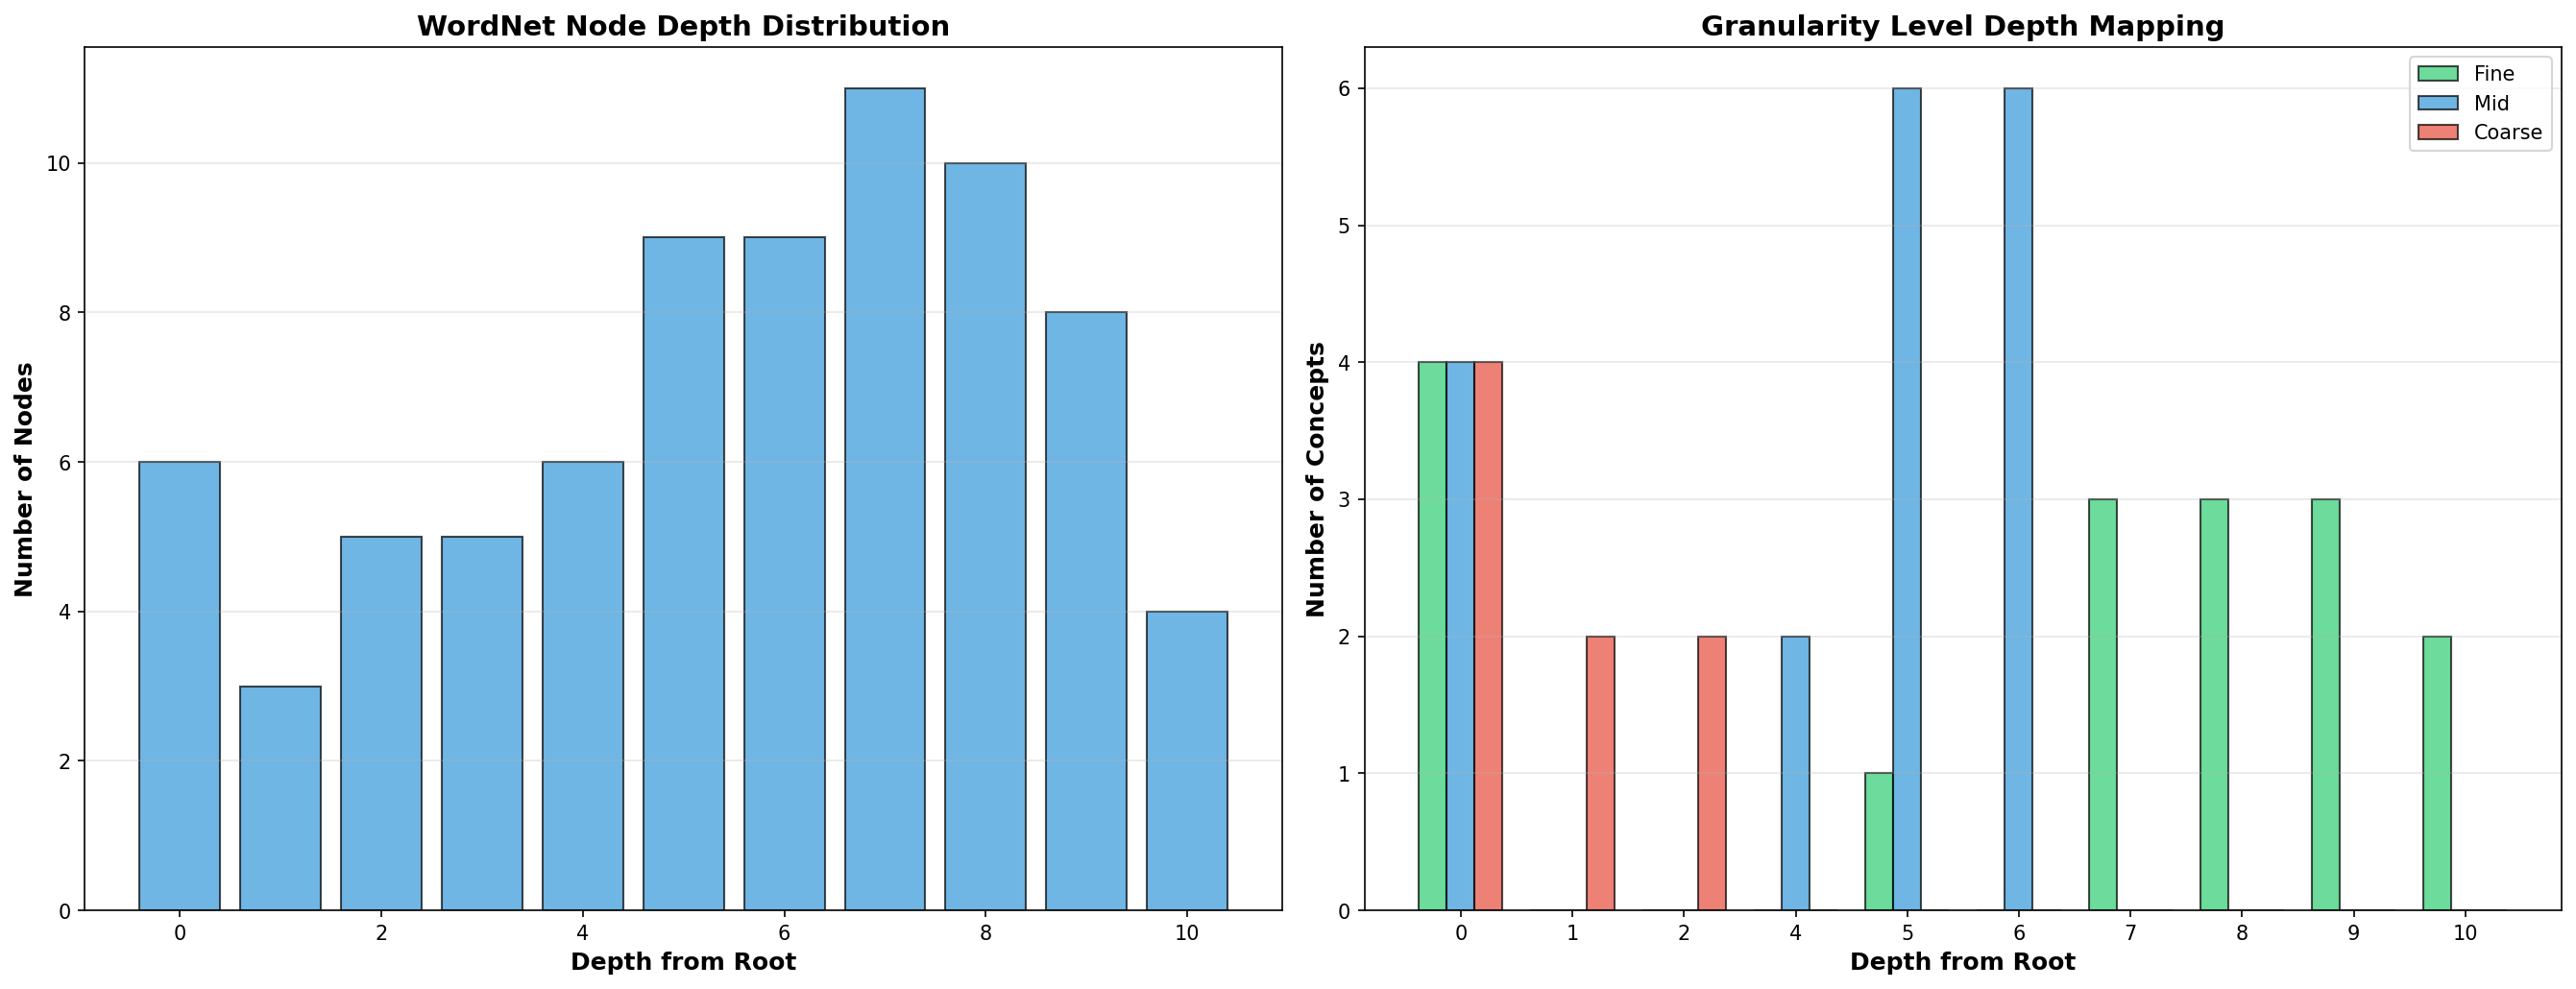 WordNet Node Depth Distribution
Number of Nodes
10
8
6
4
2
0
0 2 4 6 8 10
Depth from Root
Granularity Level Depth Mapping
Fine
Mid
Coarse
Number of Concepts
6
5
4
3
2
1
0
0 1 2 4 5 6 7 8 9 10
Depth from Root